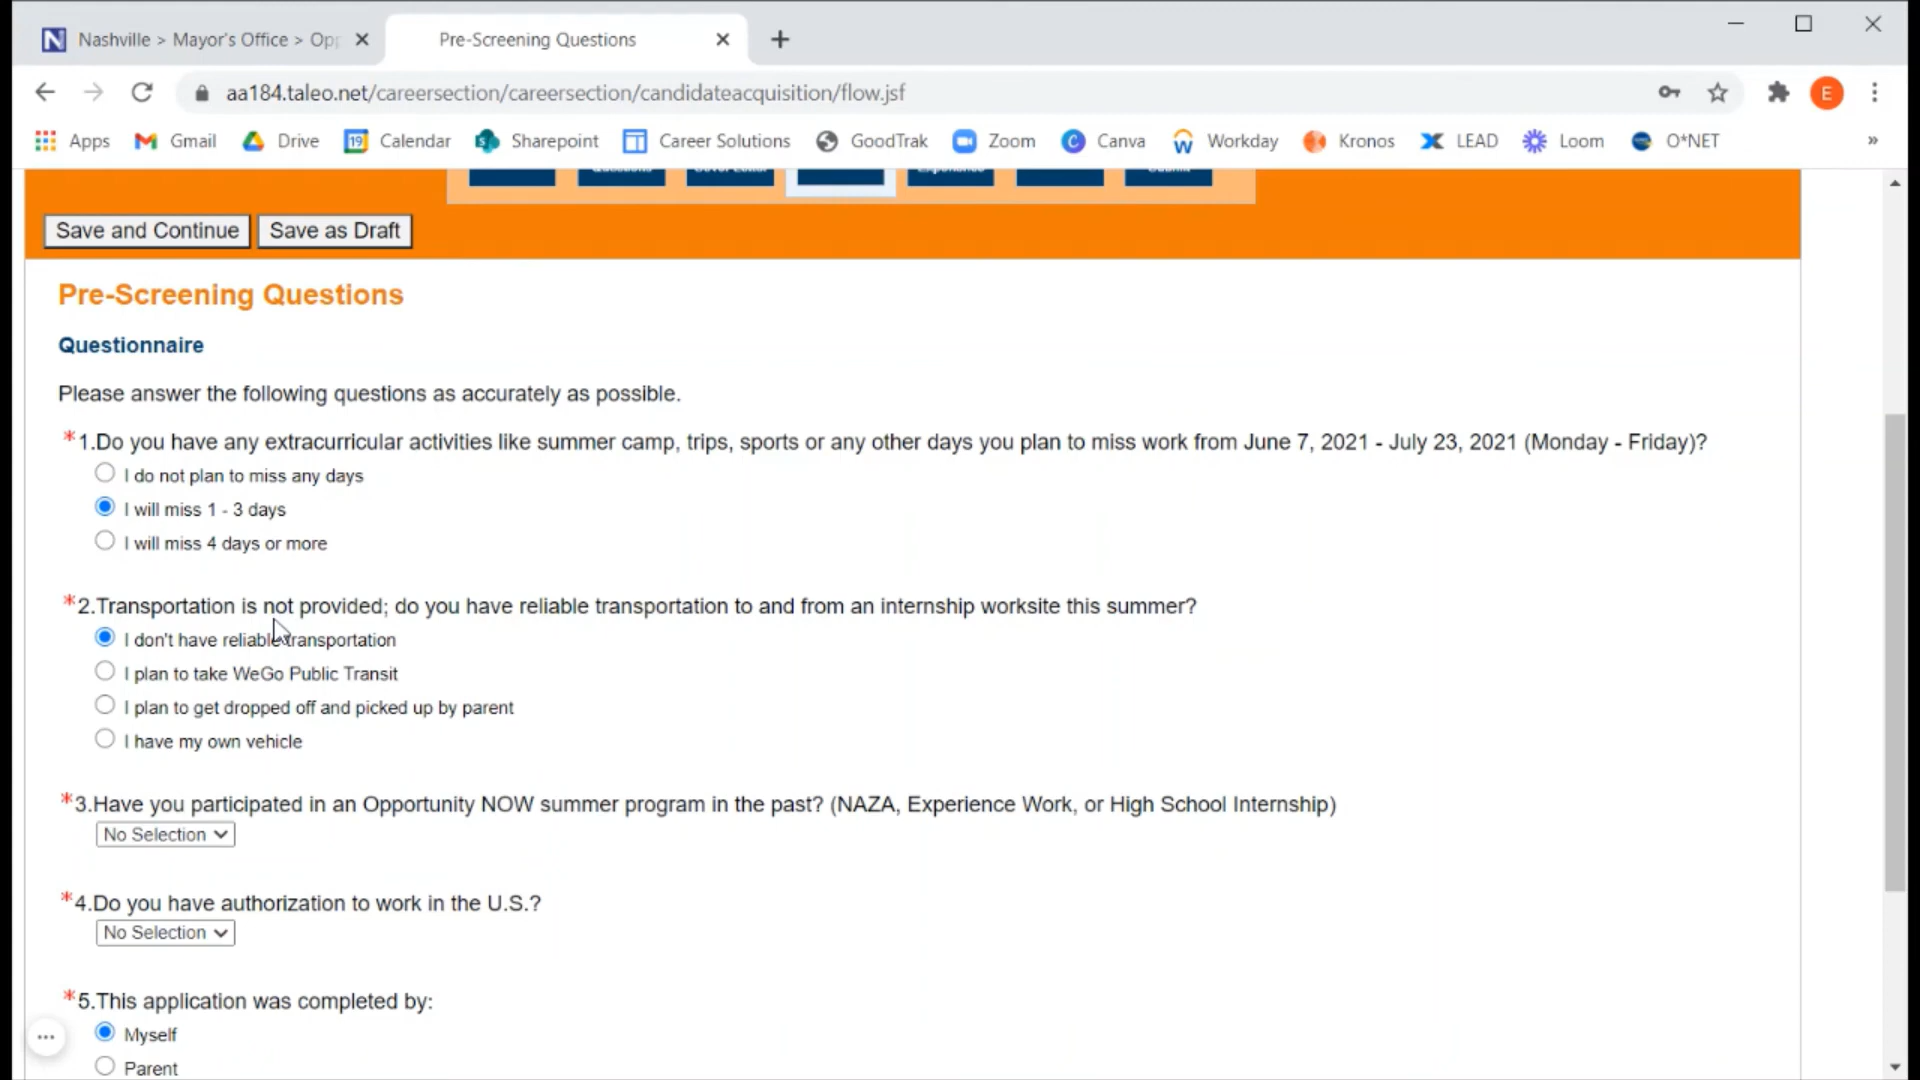 Nashville > Mayor's Office > Opp
Pre-Screening Questions
aa184.taleo.net/careersection/careersection/candidateacquisition/flow.jsf
E
Apps
Gmail
Drive
19
Calendar
Sharepoint
Career Solutions
GoodTrak
Zoom
Canva
Workday
Kronos
LEAD
Loom
O*NET
»
Save and Continue
Save as Draft
Pre-Screening Questions
Questionnaire
Please answer the following questions as accurately as possible.
*1.Do you have any extracurricular activities like summer camp, trips, sports or any other days you plan to miss work from June 7, 2021 - July 23, 2021 (Monday - Friday)?
I do not plan to miss any days
I will miss 1 - 3 days
I will miss 4 days or more
*2.Transportation is not provided; do you have reliable transportation to and from an internship worksite this summer?
I don't have reliable transportation
I plan to take WeGo Public Transit
I plan to get dropped off and picked up by parent
I have my own vehicle
*3.Have you participated in an Opportunity NOW summer program in the past? (NAZA, Experience Work, or High School Internship)
No Selection
*4.Do you have authorization to work in the U.S.?
No Selection
*5.This application was completed by:
Myself
Parent